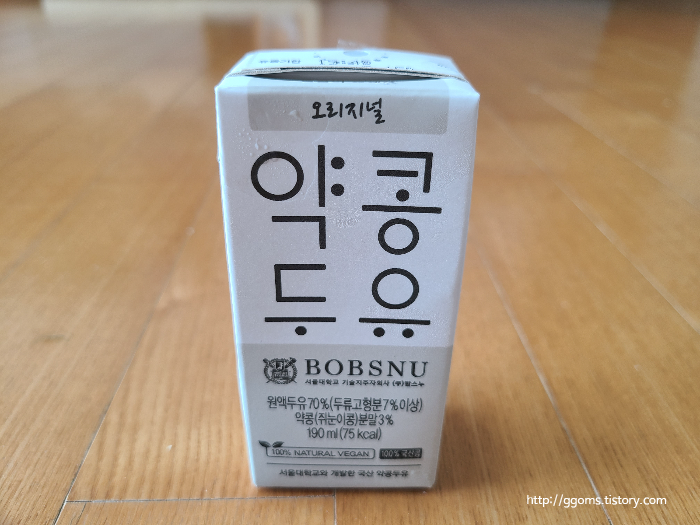 오리지널
약콩
두유
BOBSNU
서울대학교 기술지주자회사 (주)밥스누
원액두유 70%(두류고형분 7% 이상)
약콩(쥐눈이콩)분말 3%
190 ml (75 kcal)
100% NATURAL VEGAN 100% 국산콩
서울대학교와 개발한 국산 약콩두유
http://ggoms.tistory.com